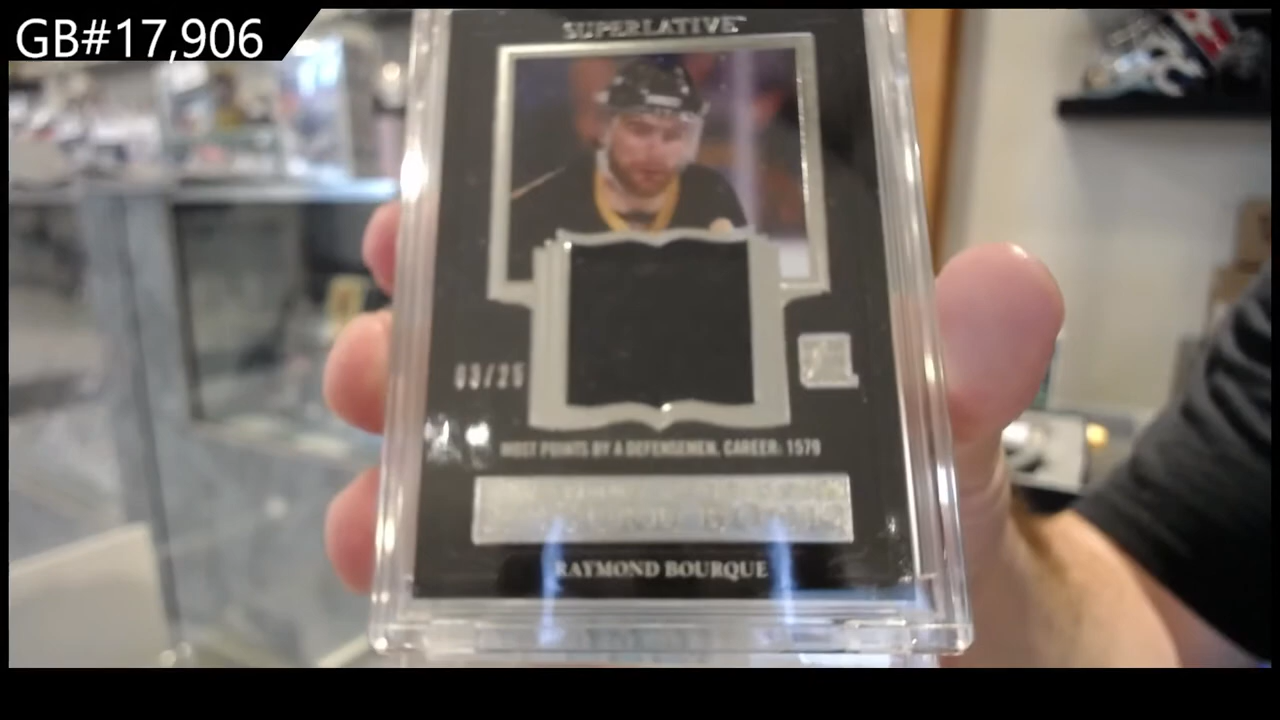 GB#17,906
SUPERLATIVE
03/25
MOST POINTS BY A DEFENSEMEN, CAREER: 1579
RAYMOND BOURQUE